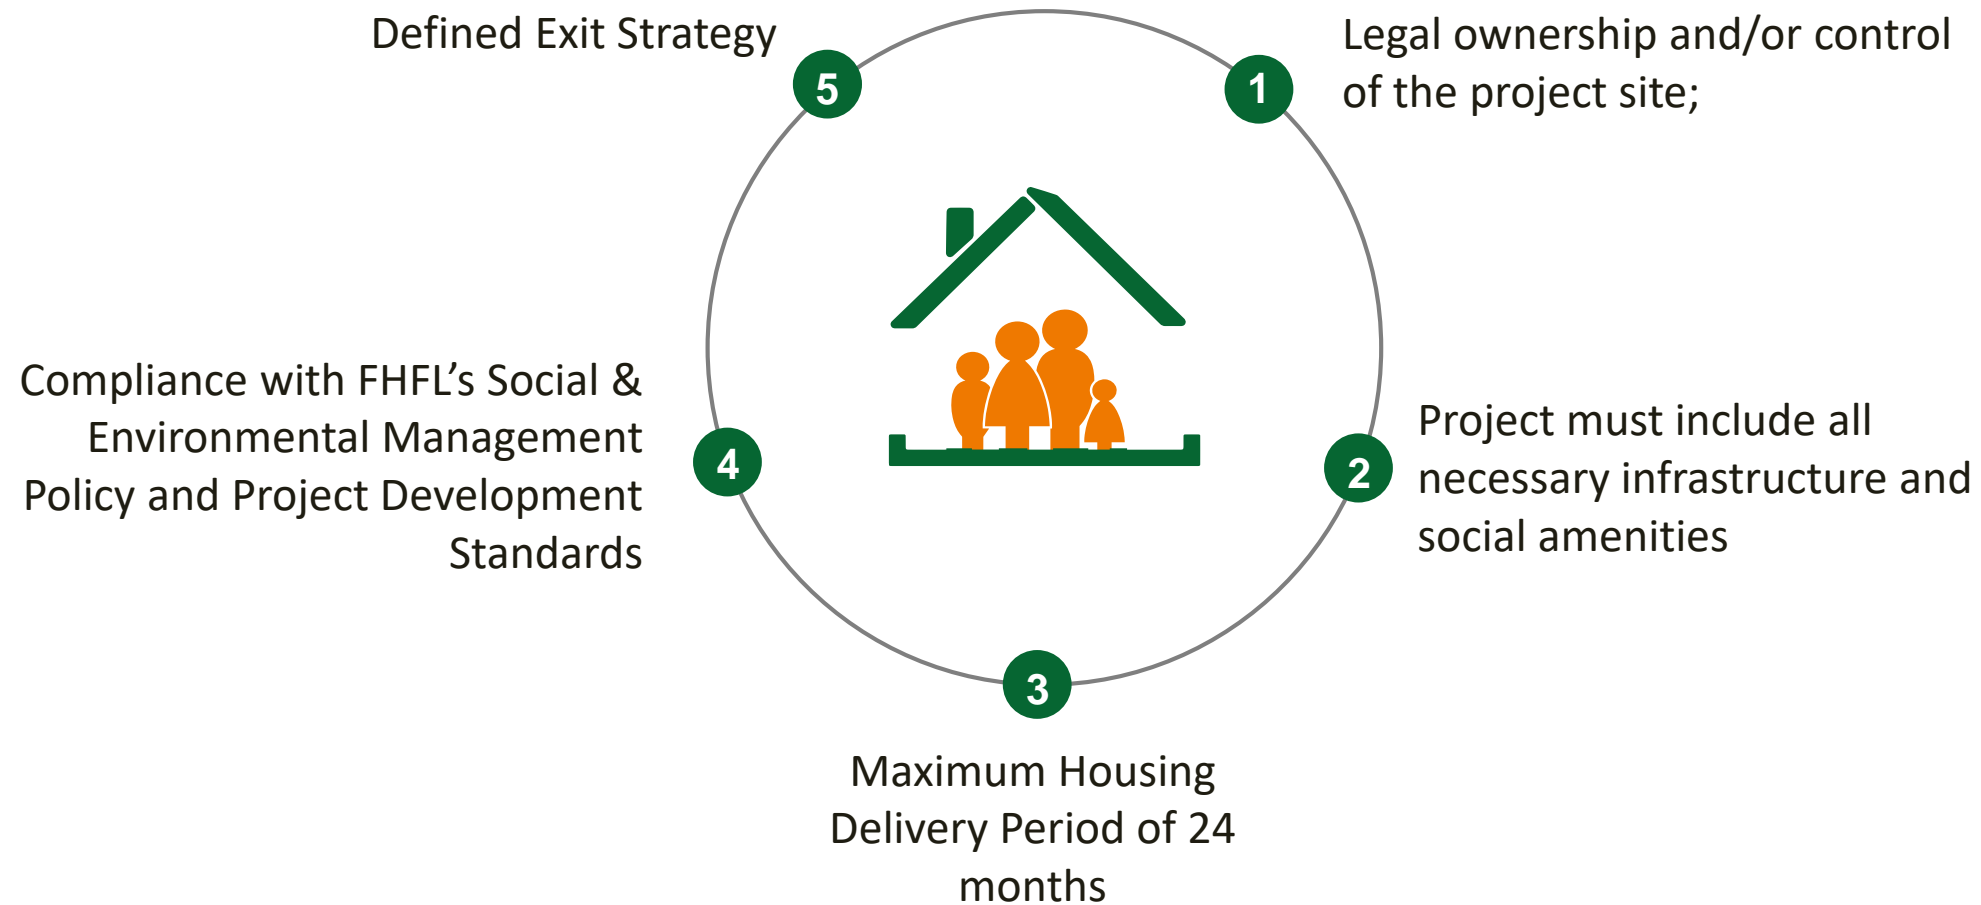 1
Legal ownership and/or control
of the project site;
2
Project must include all
necessary infrastructure and
social amenities
3
Maximum Housing
Delivery Period of 24
months
4
Compliance with FHFL’s Social &
Environmental Management
Policy and Project Development
Standards
5
Defined Exit Strategy